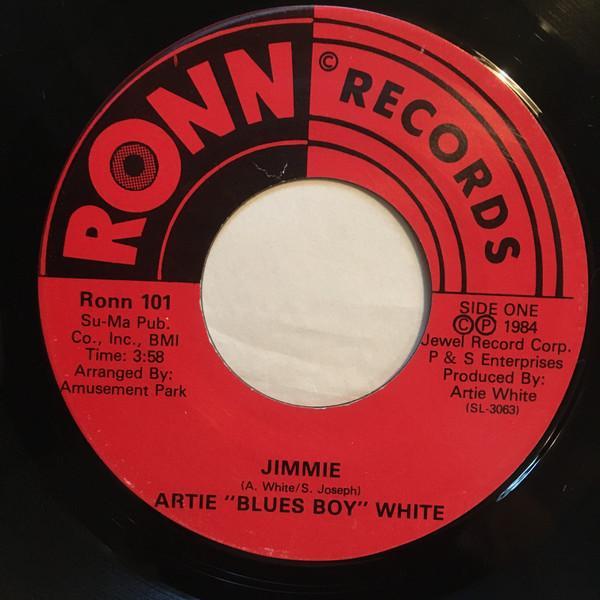 RONN
© RECORDS
Ronn 101
Su-Ma Pub.
Co., Inc., BMI
Time: 3:58
Arranged By:
Amusement Park
SIDE ONE
©Ⓟ 1984
Jewel Record Corp.
P & S Enterprises
Produced By:
Artie White
(SL-3063)
JIMMIE
(A. White/S. Joseph)
ARTIE "BLUES BOY" WHITE